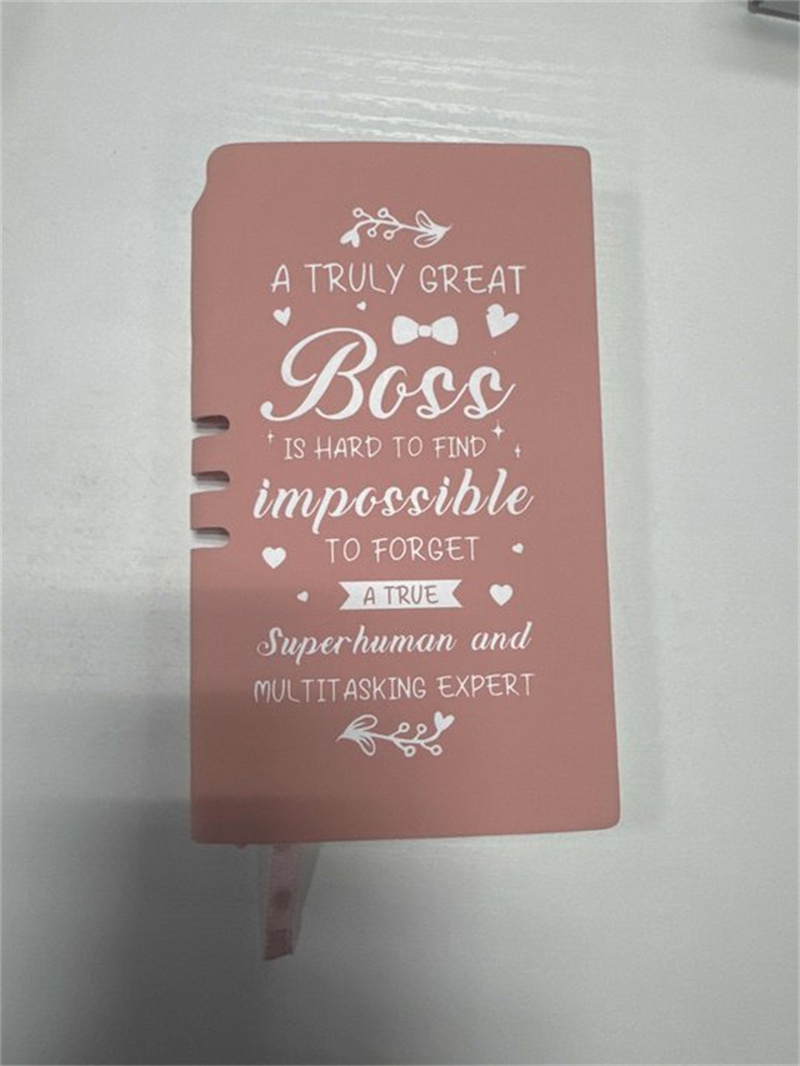 A TRULY GREAT
Boss
IS HARD TO FIND
impossible
TO FORGET
A TRUE
Superhuman and
MULTITASKING EXPERT